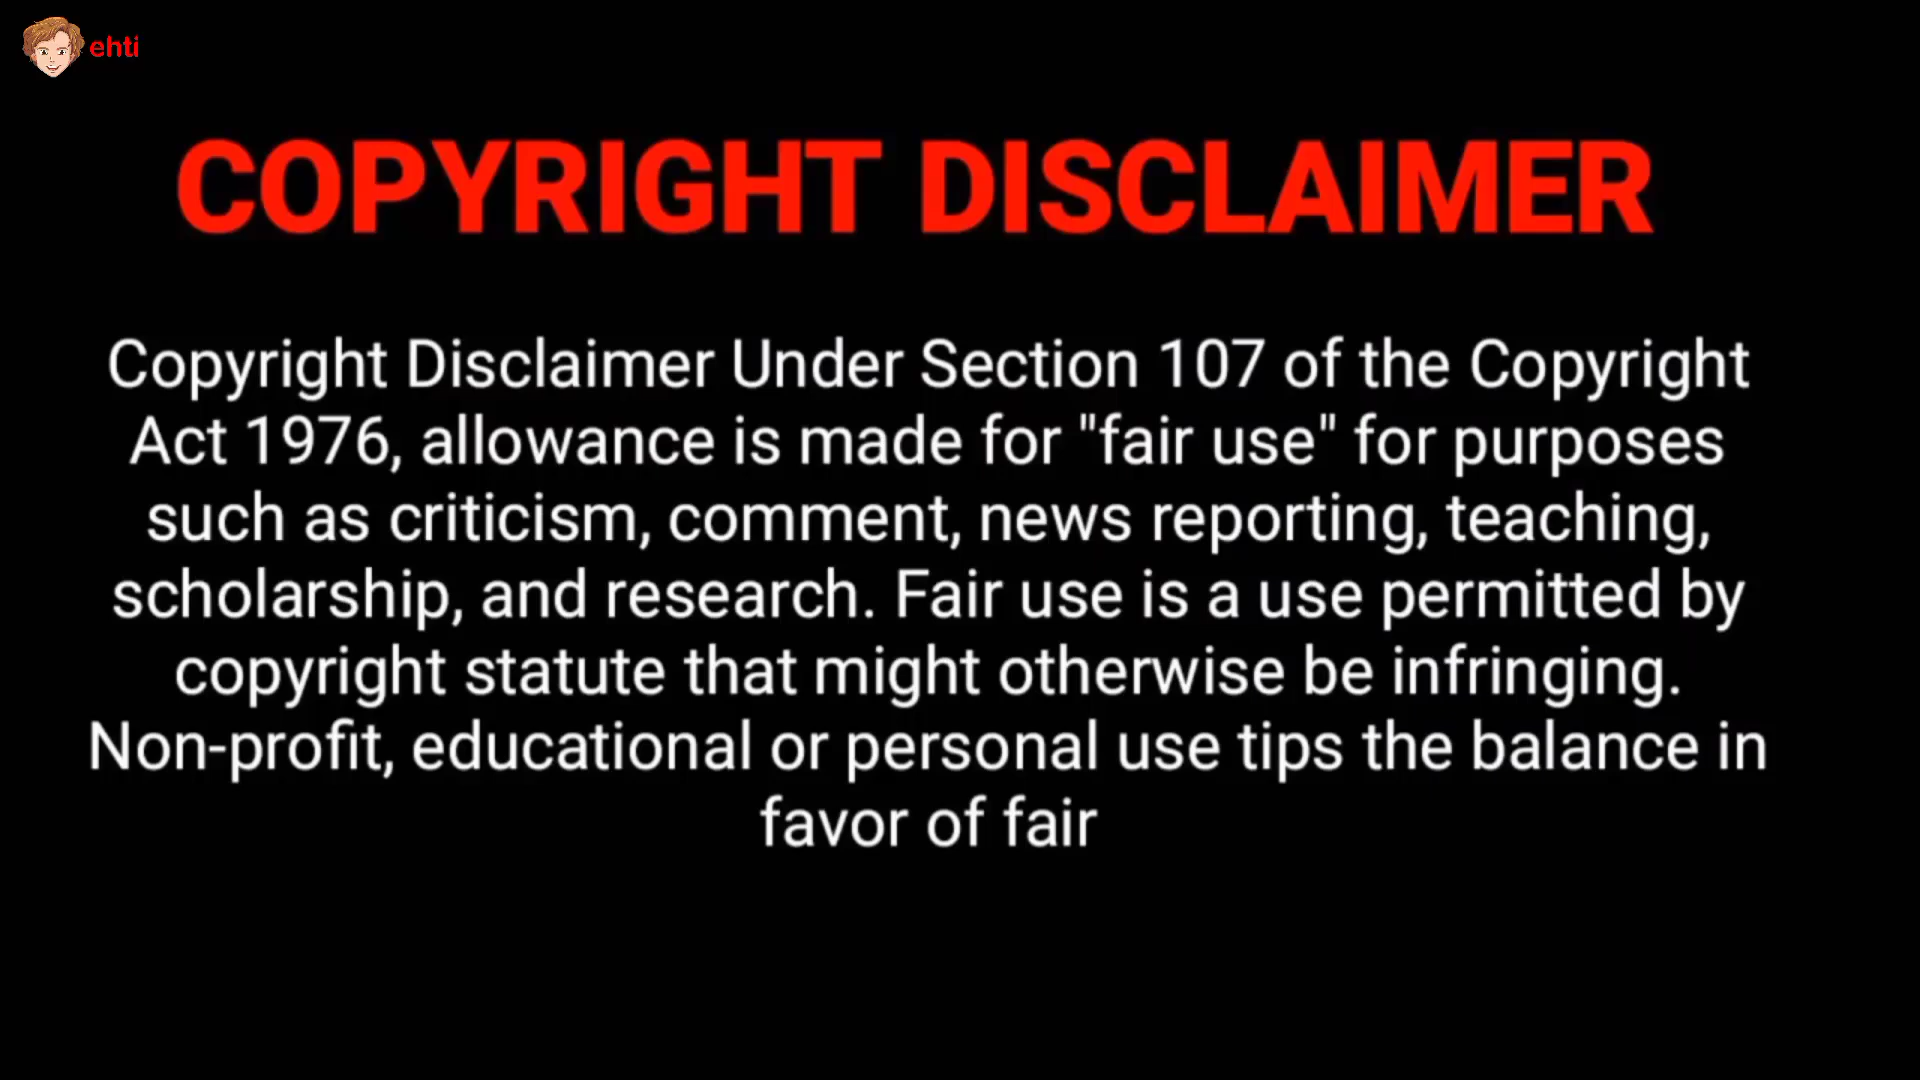 ehti
COPYRIGHT DISCLAIMER
Copyright Disclaimer Under Section 107 of the Copyright
Act 1976, allowance is made for "fair use" for purposes
such as criticism, comment, news reporting, teaching,
scholarship, and research. Fair use is a use permitted by
copyright statute that might otherwise be infringing.
Non-profit, educational or personal use tips the balance in
favor of fair